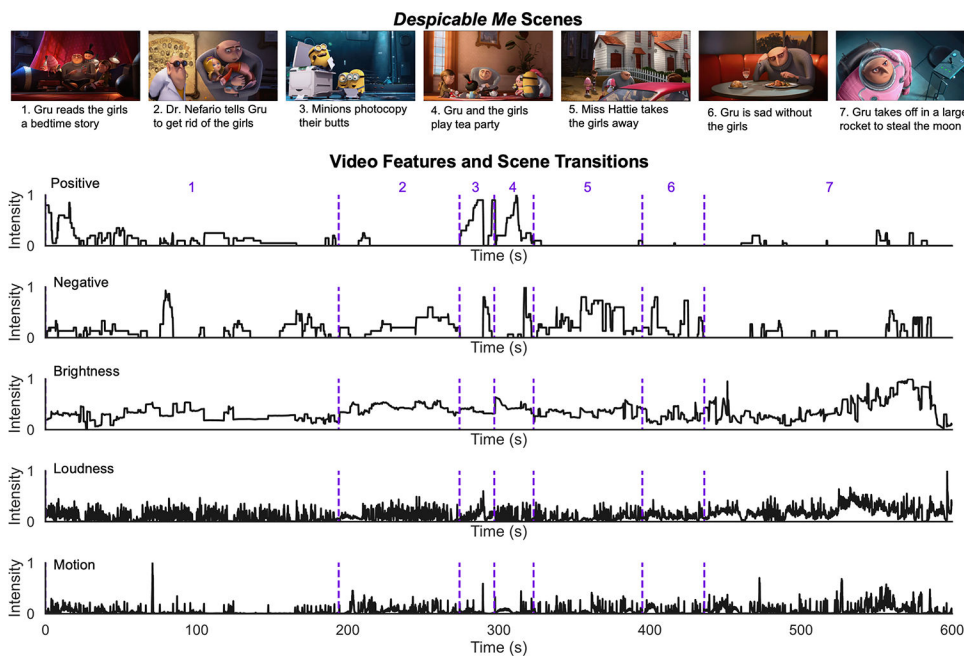 Despicable Me Scenes
1. Gru reads the girls
a bedtime story
2. Dr. Nefario tells Gru
to get rid of the girls
3. Minions photocopy
their butts
4. Gru and the girls
play tea party
5. Miss Hattie takes
the girls away
6. Gru is sad without
the girls
7. Gru takes off in a large
rocket to steal the moon
Video Features and Scene Transitions
Positive
1 2 3 4 5 6 7
Intensity
1
0
Time (s)
Negative
Intensity
1
0
Time (s)
Brightness
Intensity
1
0
Time (s)
Loudness
Intensity
1
0
Time (s)
Motion
Intensity
1
0
0 100 200 300 400 500 600
Time (s)